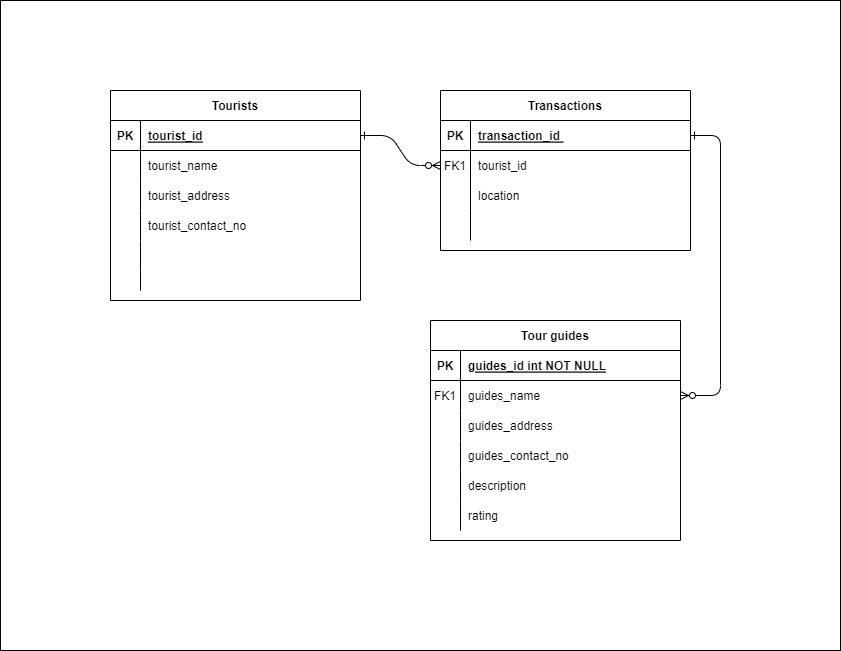 Tourists
PK tourist_id
tourist_name
tourist_address
tourist_contact_no
Transactions
PK transaction_id
FK1 tourist_id
location
Tour guides
PK guides_id int NOT NULL
FK1 guides_name
guides_address
guides_contact_no
description
rating